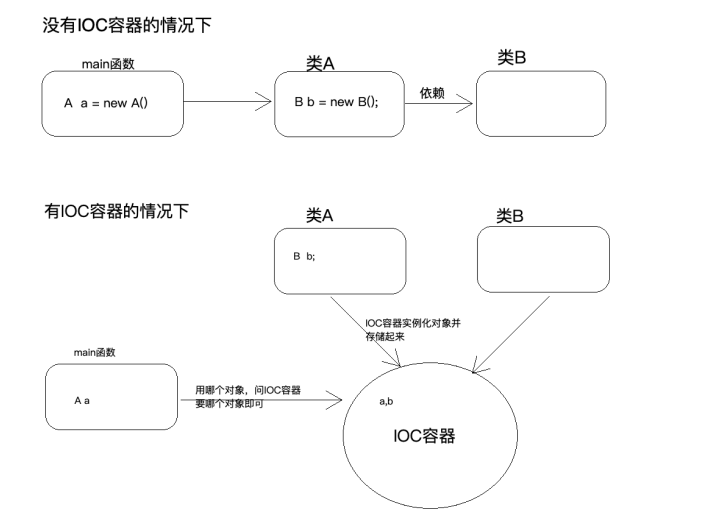 没有IOC容器的情况下
main函数
类A
类B
A a = new A()
B b = new B();
依赖
有IOC容器的情况下
类A
类B
B b;
IOC容器实例化对象并
存储起来
main函数
用哪个对象，问IOC容器
要哪个对象即可
A a
a,b
IOC容器